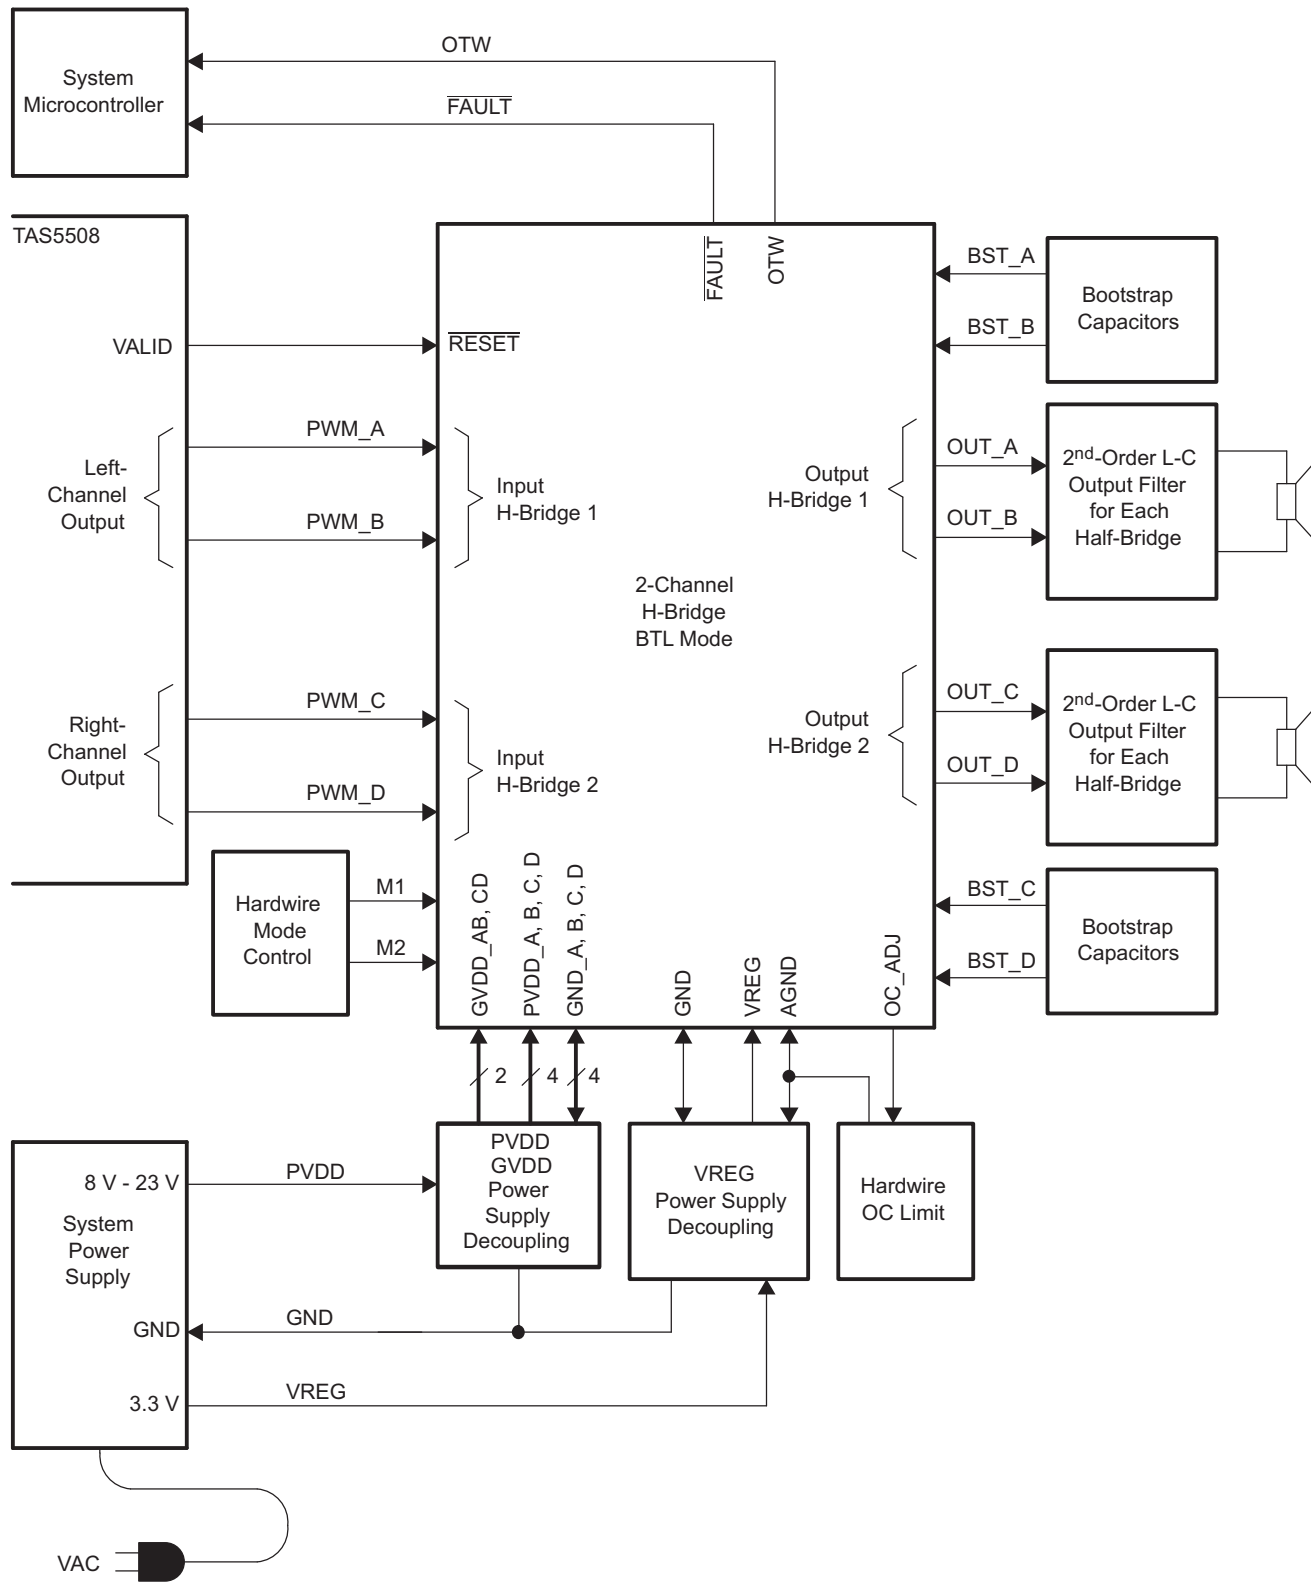 OTW
System
Microcontroller
FAULT
TAS5508
FAULT
OTW
BST_A
Bootstrap
Capacitors
BST_B
VALID
RESET
PWM_A
Left-
Channel
Output
PWM_B
Input
H-Bridge 1
Output
H-Bridge 1
OUT_A
OUT_B
2nd-Order L-C
Output Filter
for Each
Half-Bridge
2-Channel
H-Bridge
BTL Mode
PWM_C
Right-
Channel
Output
PWM_D
Input
H-Bridge 2
Output
H-Bridge 2
OUT_C
OUT_D
2nd-Order L-C
Output Filter
for Each
Half-Bridge
Hardwire
Mode
Control
M1
M2
GVDD_AB, CD
PVDD_A, B, C, D
GND_A, B, C, D
GND
VREG
AGND
OC_ADJ
BST_C
BST_D
Bootstrap
Capacitors
2
4
4
8 V - 23 V
System
Power
Supply
PVDD
PVDD
GVDD
Power
Supply
Decoupling
VREG
Power Supply
Decoupling
Hardwire
OC Limit
GND
GND
3.3 V
VREG
VAC